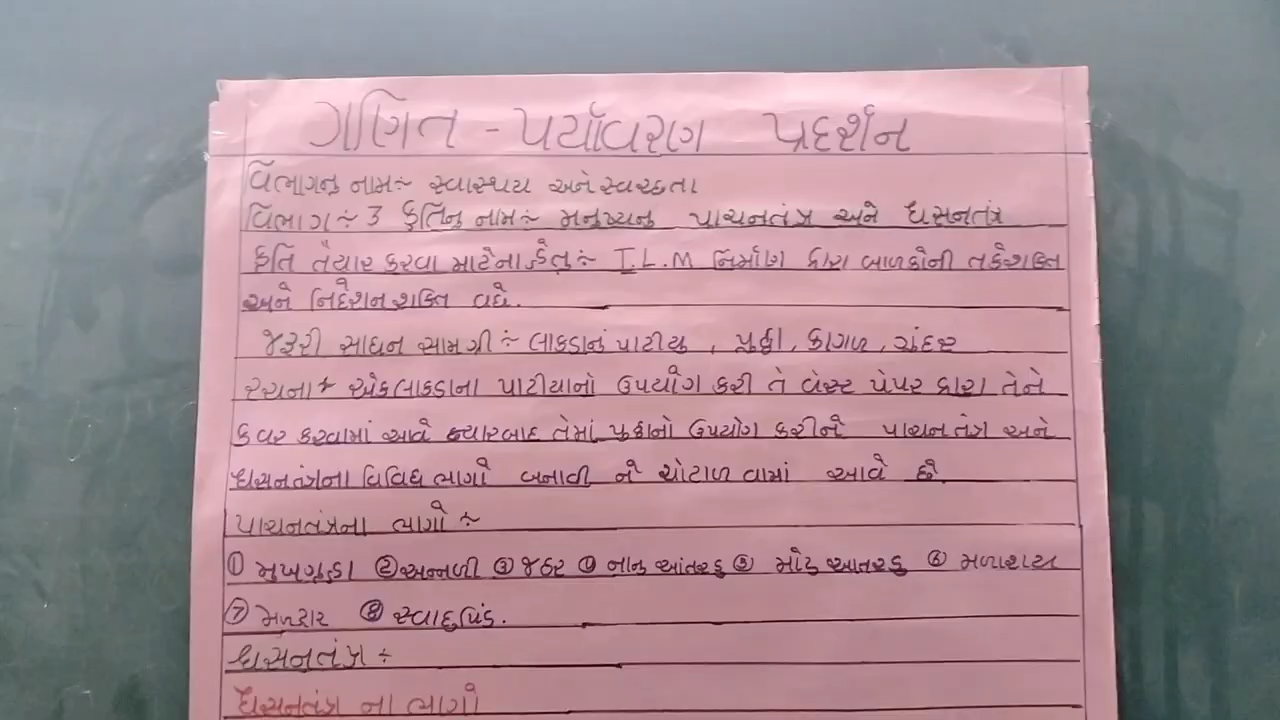 ગણિત - પર્યાવરણ પ્રદર્શન
વિભાગનુ નામ :- સ્વાસ્થય અને સ્વચ્છતા
વિભાગ :- 3 કૃતિનુ નામ :- મનુષ્યનુ પાચનતંત્ર અને શ્વસનતંત્ર
કૃતિ તૈયાર કરવા માટેના હેતુ :- T.L.M નિર્માણ દ્વારા બાળકોની તર્કશક્તિ
અને નિર્દેશન શક્તિ વધે.
જરૂરી સાધન સામગ્રી :- લાકડાનું પાટીયુ , પુઠ્ઠા, કાગળ, ગુંદર
રચના :- એક લાકડાના પાટીયાનો ઉપયોગ કરી તે વેસ્ટ પેપર દ્વારા તેને
કવર કરવામાં આવે ત્યારબાદ તેમાં પુઠ્ઠાનો ઉપયોગ કરીને પાચનતંત્ર અને
શ્વસનતંત્રના વિવિધ ભાગો બનાવી ને ચોટાળ વામાં આવે છે.
પાચનતંત્રના ભાગો :-
① મુખગુહા ② અન્નળી ③ જઠર ④ નાનુ આંતરડુ ⑤ મોટુ આતરડુ ⑥ મળાશય
⑦ મળદ્વાર ⑧ સ્વાદુપિંડ.
શ્વસનતંત્ર :-
શ્વસનતંત્ર ના ભાગો